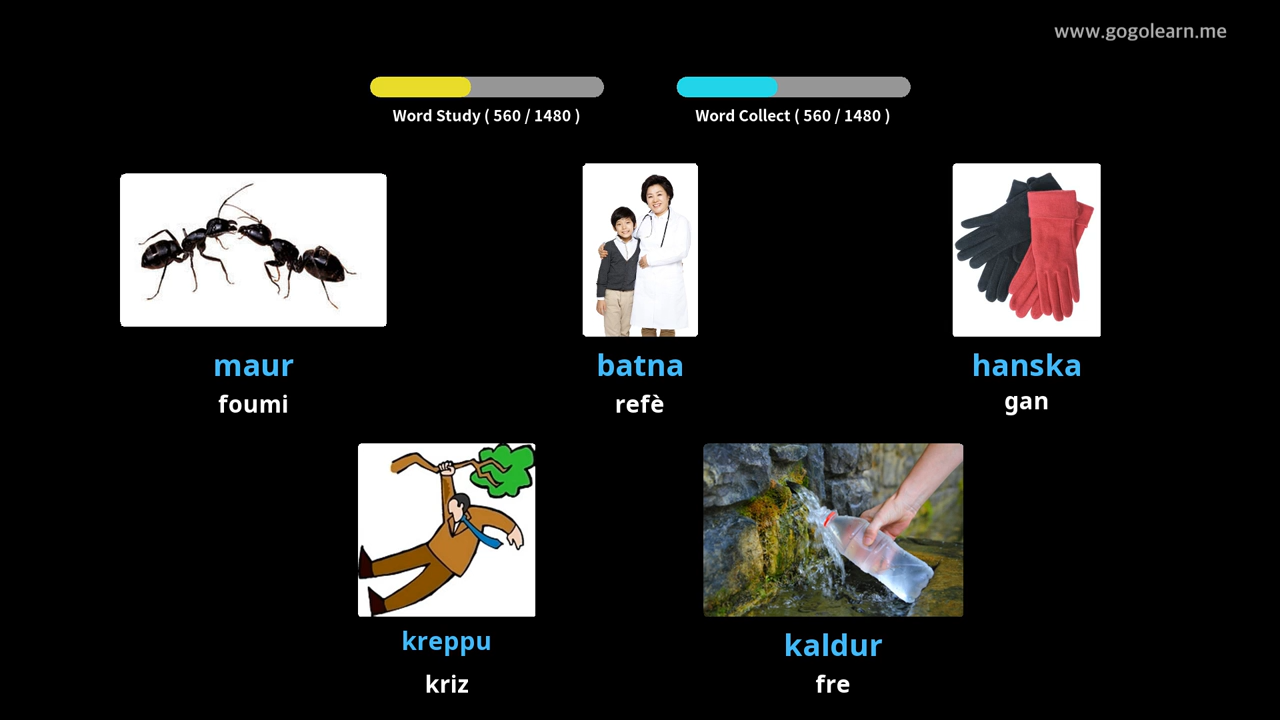 www.gogolearn.me
Word Study ( 560 / 1480 )
Word Collect ( 560 / 1480 )
maur
foumi
batna
refè
hanska
gan
kreppu
kriz
kaldur
fre